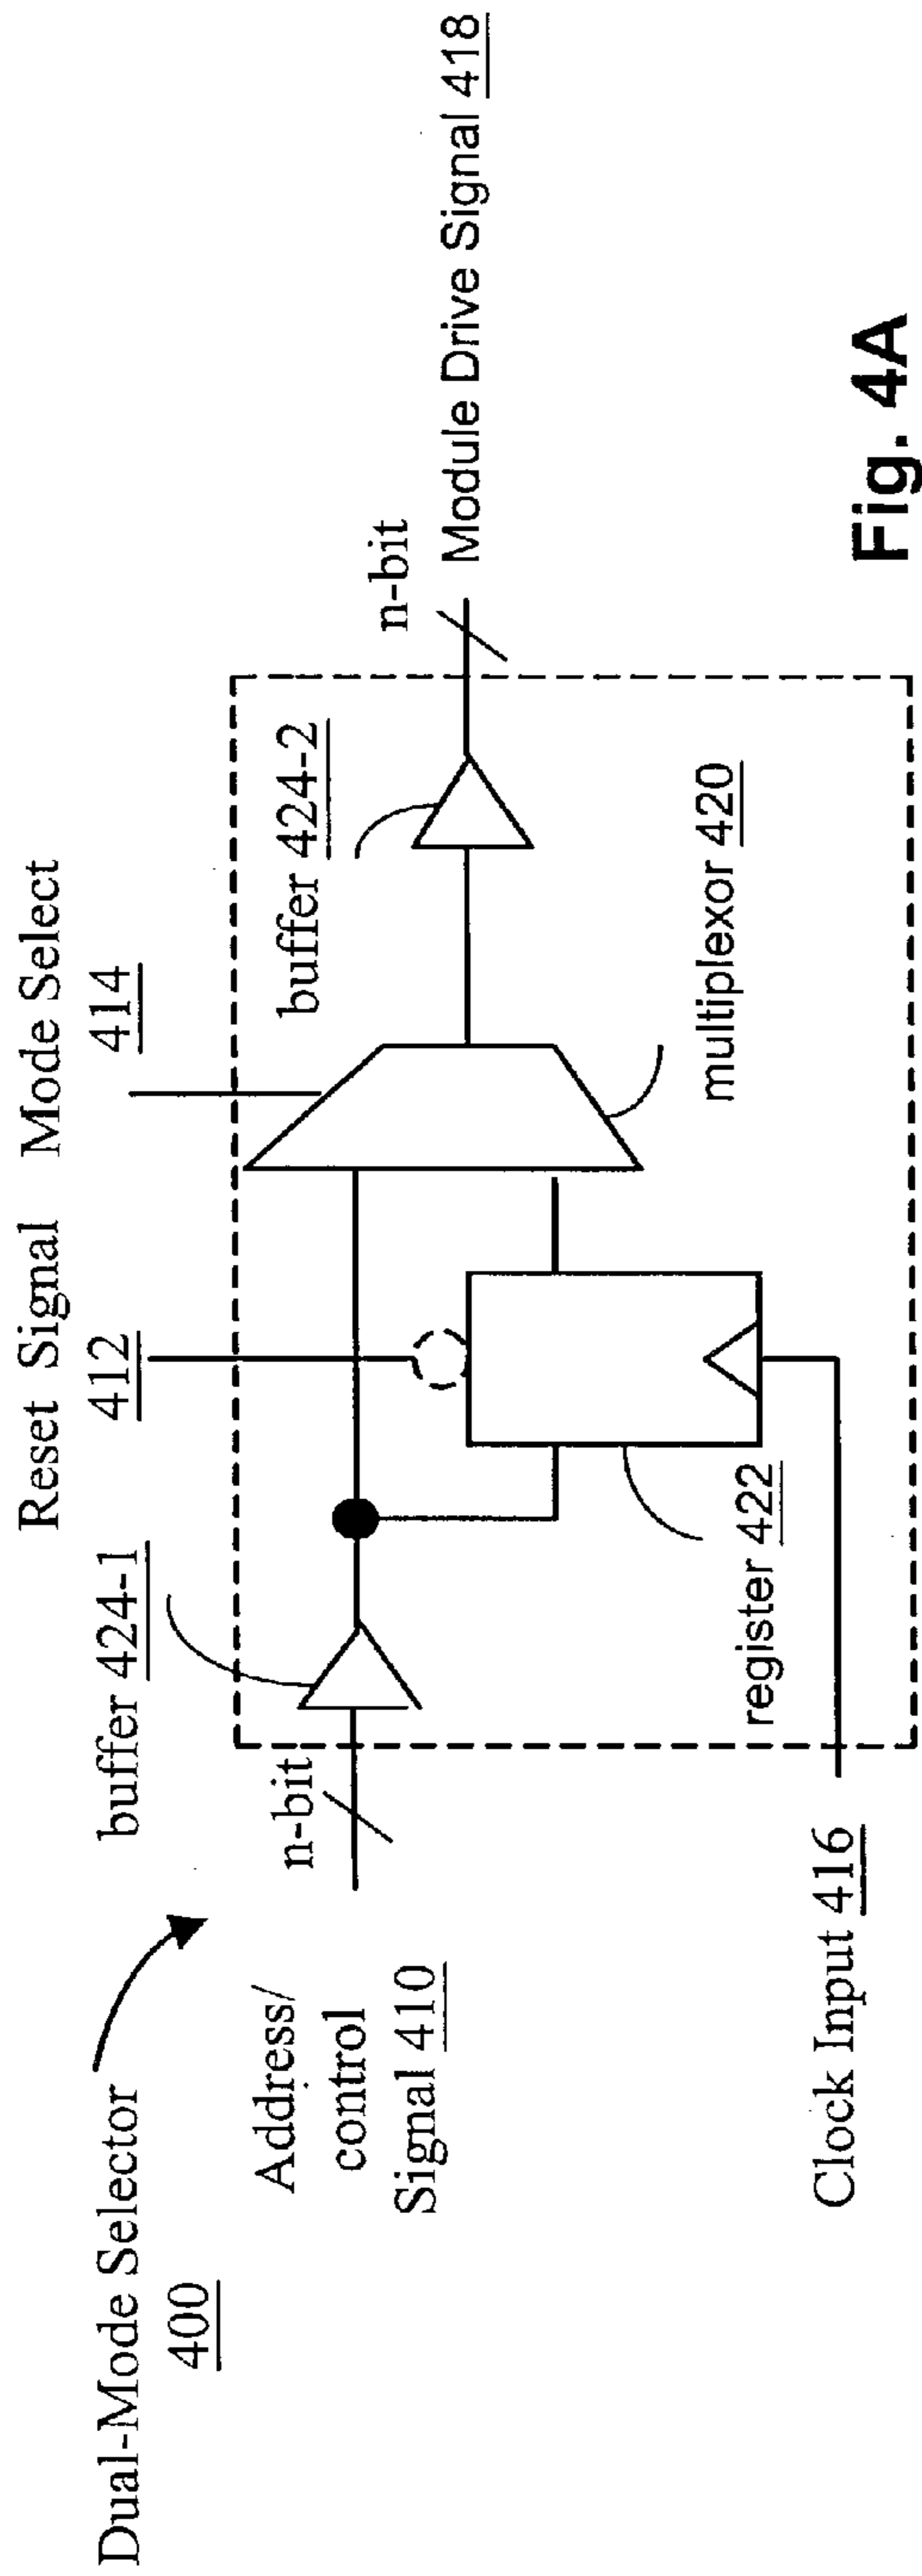 Dual-Mode Selector
400
Reset Signal
412
Mode Select
414
buffer 424-1
buffer 424-2
n-bit
n-bit
Address/
control
Signal 410
Module Drive Signal 418
register 422
multiplexor 420
Clock Input 416
Fig. 4A